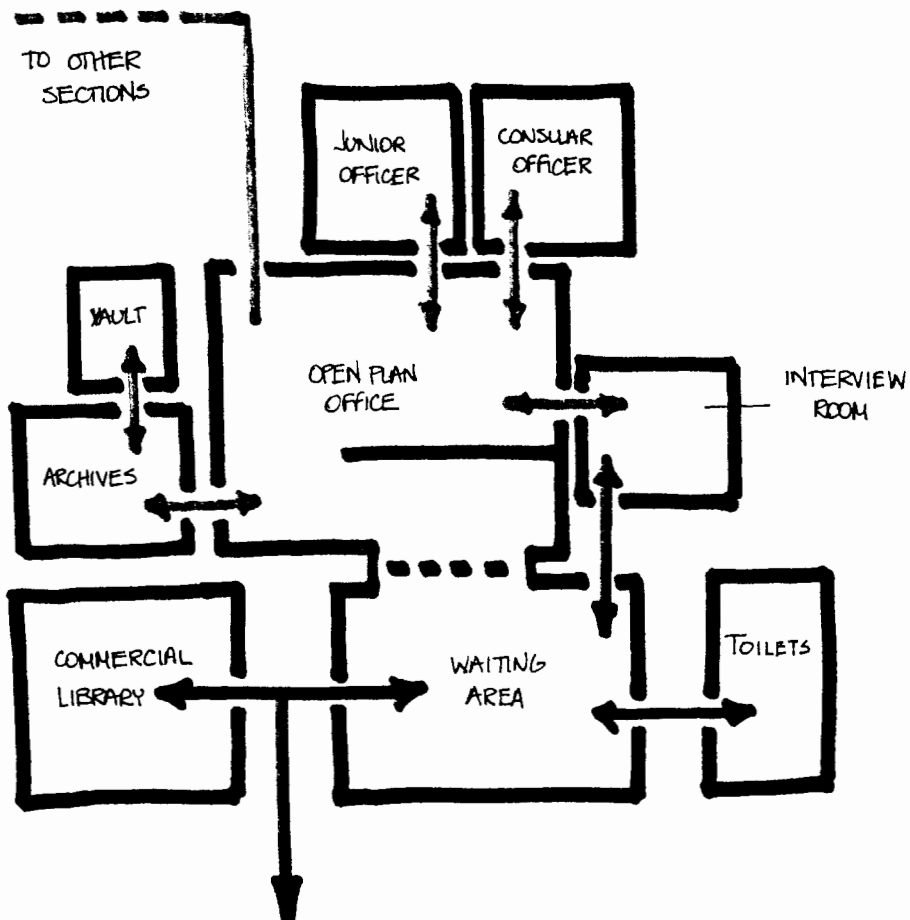 TO OTHER
SECTIONS
JUNIOR
OFFICER
CONSULAR
OFFICER
VAULT
OPEN PLAN
OFFICE
INTERVIEW
ROOM
ARCHIVES
COMMERCIAL
LIBRARY
WAITING
AREA
TOILETS